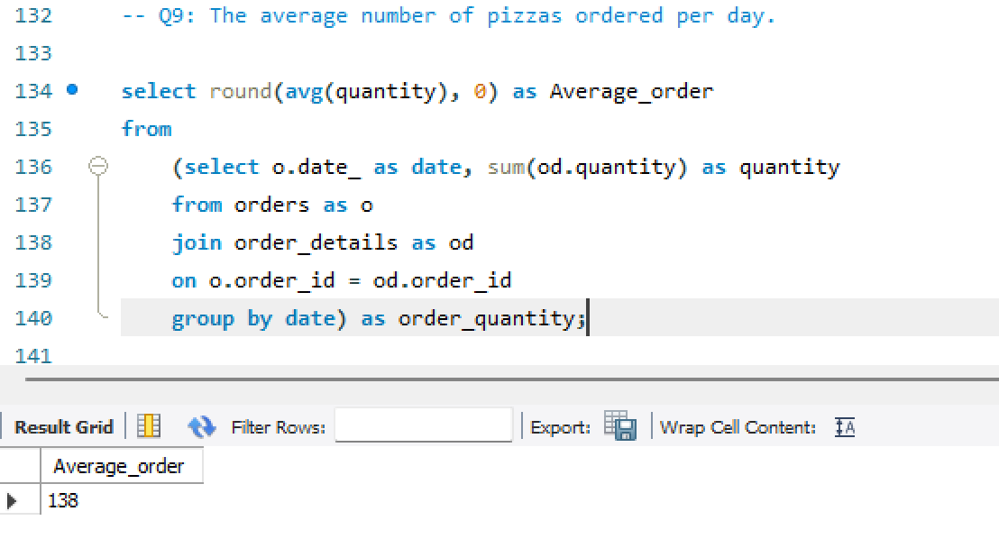 132 -- Q9: The average number of pizzas ordered per day.
133
134 select round(avg(quantity), 0) as Average_order
135 from
136 (select o.date_ as date, sum(od.quantity) as quantity
137 from orders as o
138 join order_details as od
139 on o.order_id = od.order_id
140 group by date) as order_quantity;
141
Result Grid Filter Rows: Export: Wrap Cell Content: IA
Average_order
138